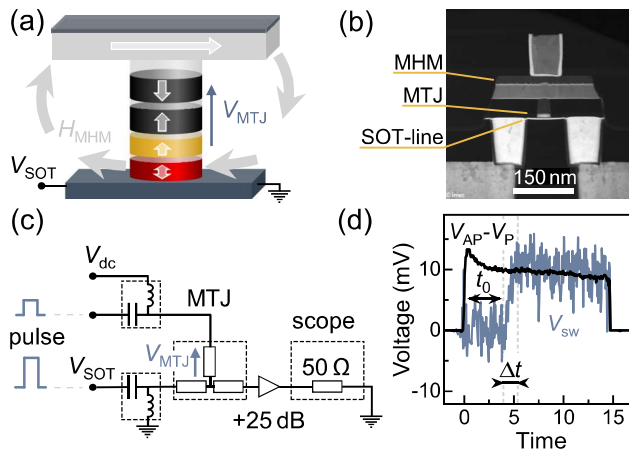 (a)
H_MHM
V_MTJ
V_SOT
(b)
MHM
MTJ
SOT-line
© imec
150 nm
(c)
V_dc
MTJ
pulse
V_SOT
V_MTJ
scope
50 Ω
+25 dB
(d)
Voltage (mV)
10
0
-10
V_AP-V_P
t_0
V_sw
Δt
0 5 10 15
Time